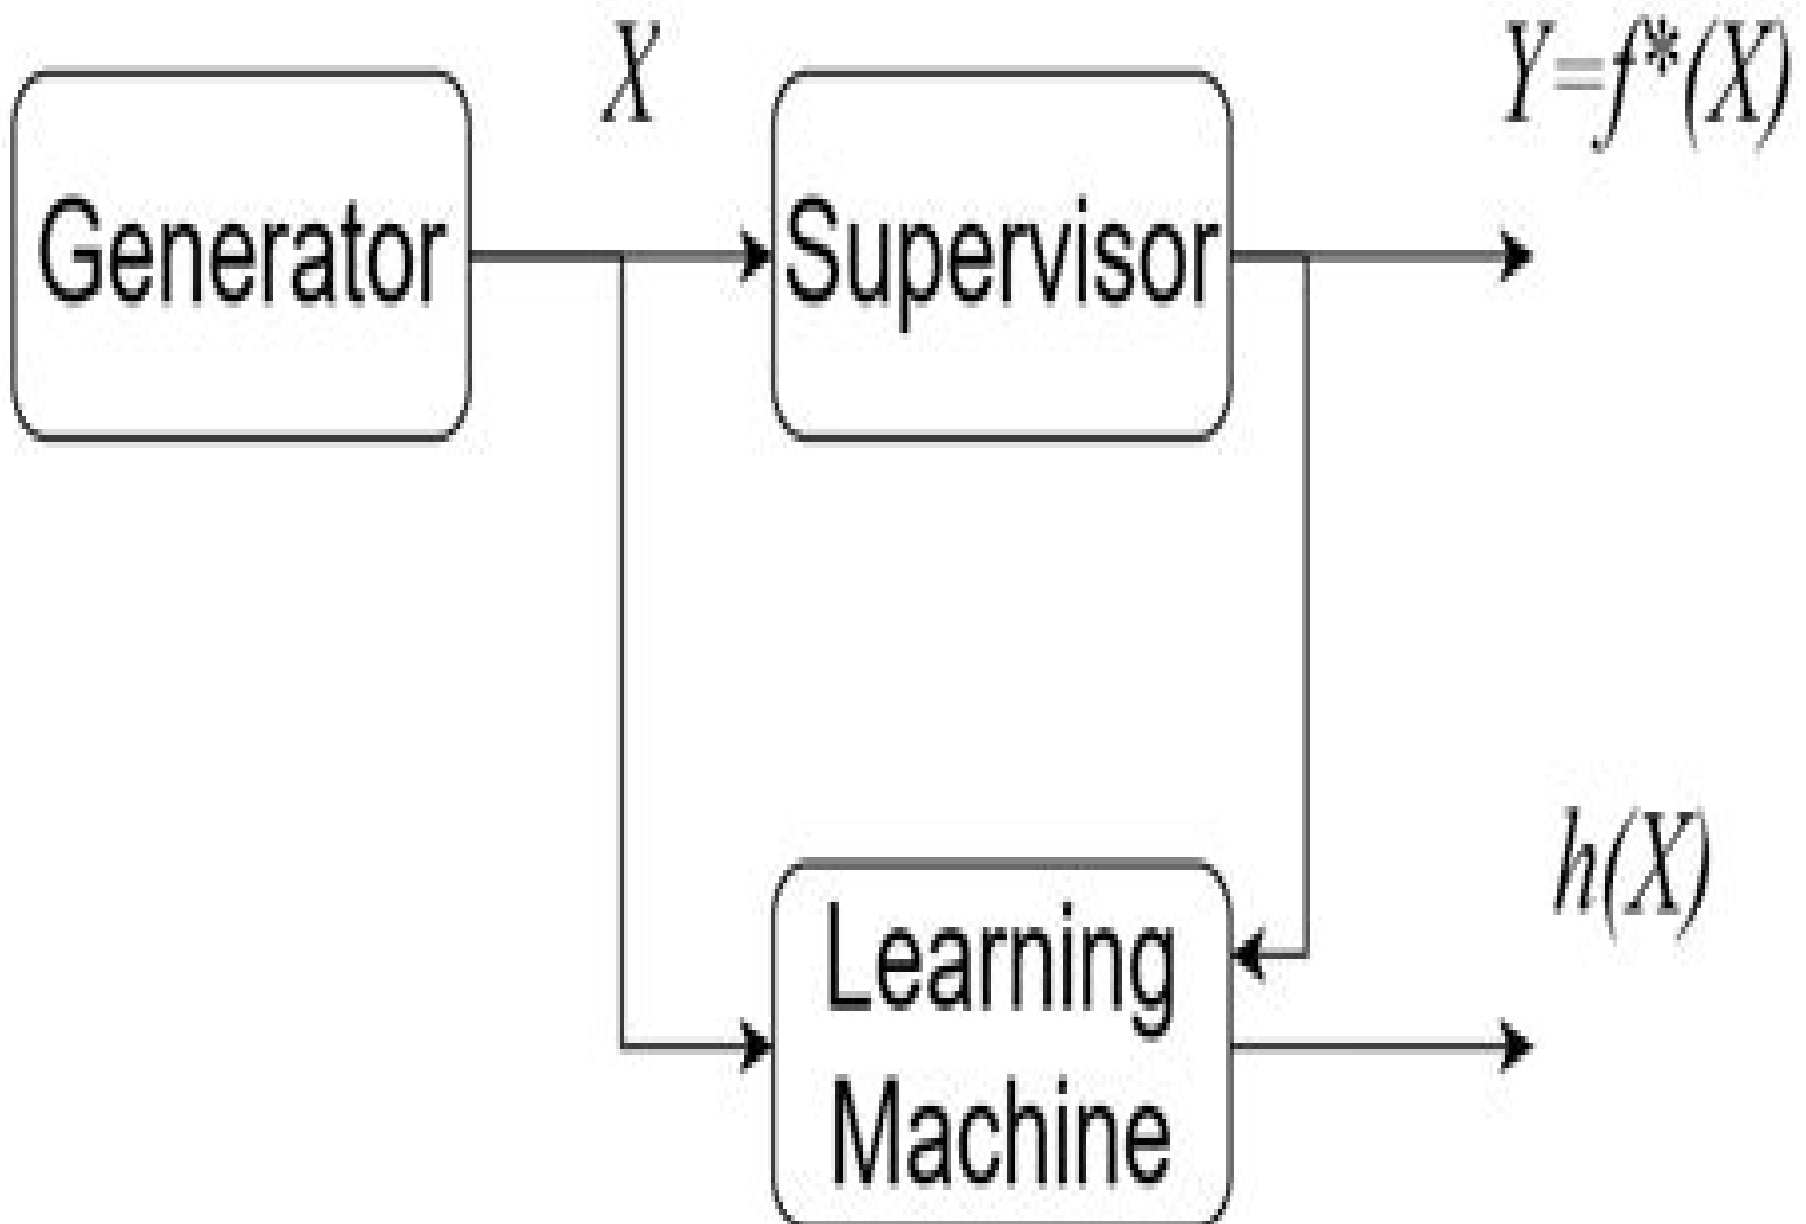 X
Y=f*(X)
Generator
Supervisor
h(X)
Learning
Machine